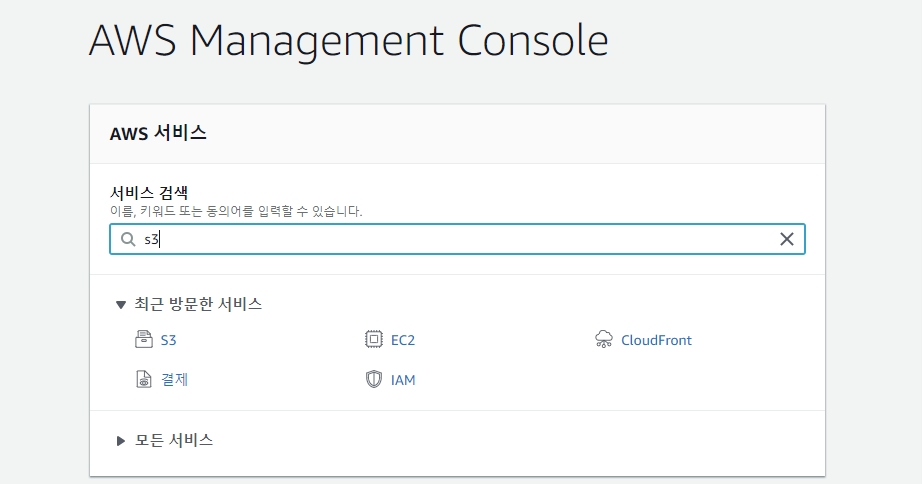 AWS Management Console
AWS 서비스
서비스 검색
이름, 키워드 또는 동의어를 입력할 수 있습니다.
s3
최근 방문한 서비스
S3 EC2 CloudFront
결제 IAM
모든 서비스